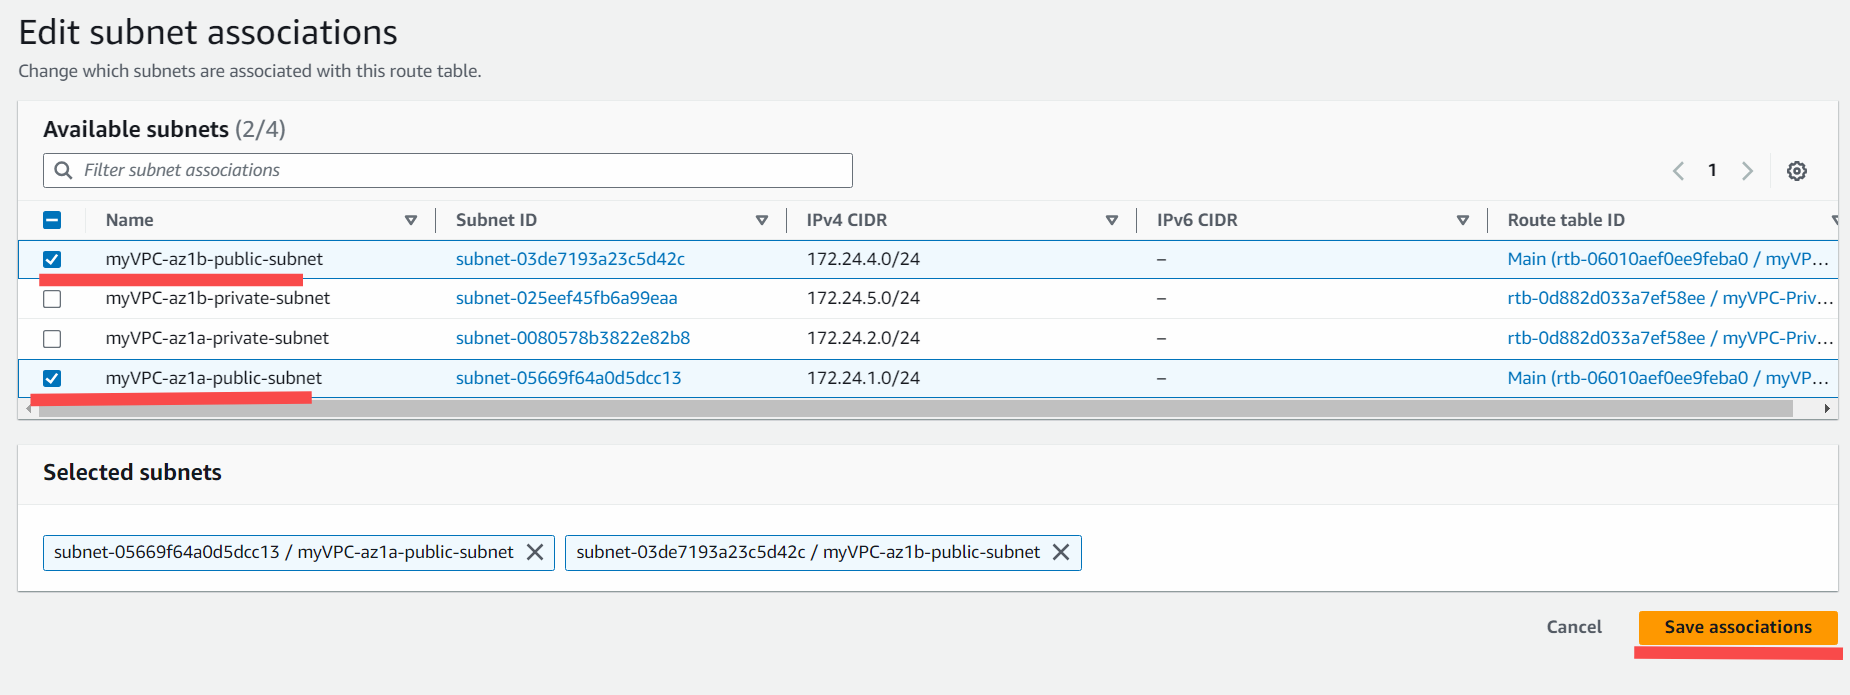 Edit subnet associations
Change which subnets are associated with this route table.
Available subnets (2/4)
Filter subnet associations
1
Name Subnet ID IPv4 CIDR IPv6 CIDR Route table ID
myVPC-az1b-public-subnet subnet-03de7193a23c5d42c 172.24.4.0/24 – Main (rtb-06010aef0ee9feba0 / myVP...
myVPC-az1b-private-subnet subnet-025eef45fb6a99eaa 172.24.5.0/24 – rtb-0d882d033a7ef58ee / myVPC-Priv...
myVPC-az1a-private-subnet subnet-0080578b3822e82b8 172.24.2.0/24 – rtb-0d882d033a7ef58ee / myVPC-Priv...
myVPC-az1a-public-subnet subnet-05669f64a0d5dcc13 172.24.1.0/24 – Main (rtb-06010aef0ee9feba0 / myVP...
Selected subnets
subnet-05669f64a0d5dcc13 / myVPC-az1a-public-subnet subnet-03de7193a23c5d42c / myVPC-az1b-public-subnet
Cancel Save associations